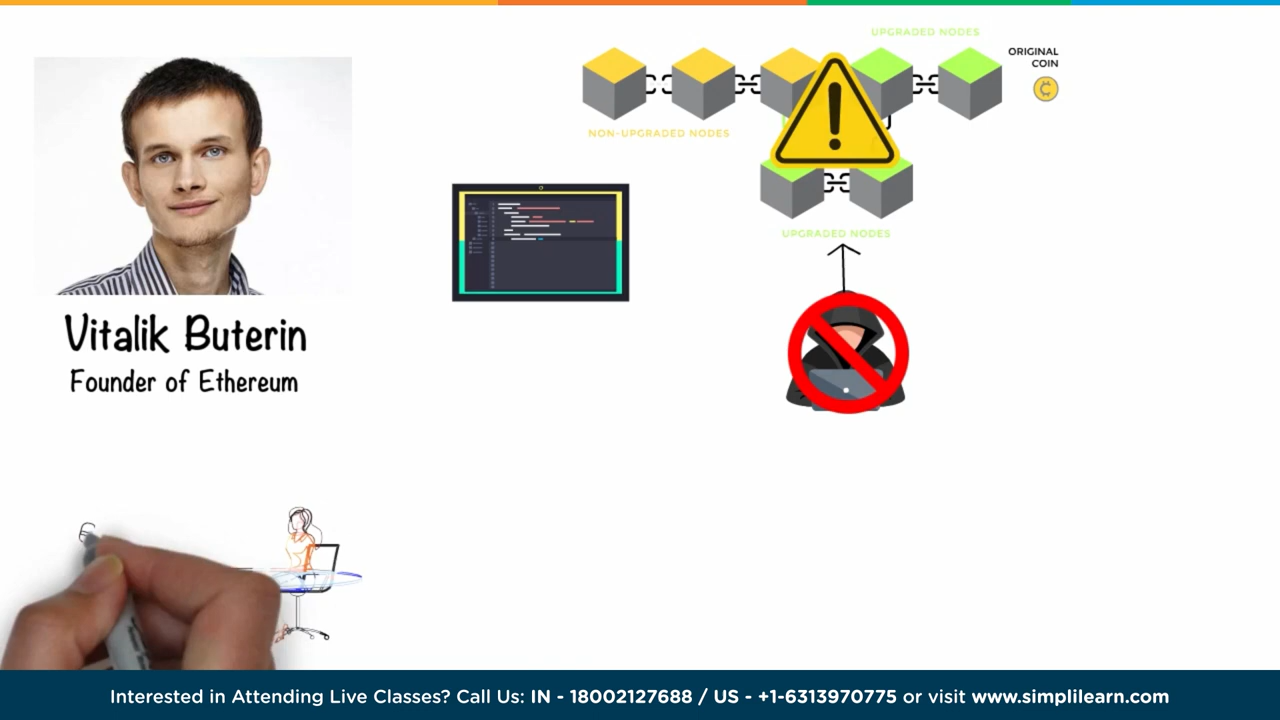 UPGRADED NODES
ORIGINAL
COIN
NON-UPGRADED NODES
UPGRADED NODES
Vitalik Buterin
Founder of Ethereum
Interested in Attending Live Classes? Call Us: IN - 18002127688 / US - +1-6313970775 or visit www.simplilearn.com